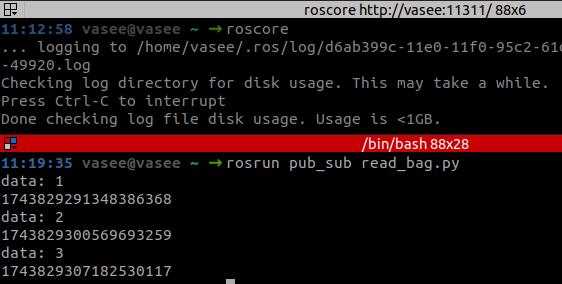 roscore http://vasee:11311/ 88x6
11:12:58 vasee@vasee ~ →roscore
... logging to /home/vasee/.ros/log/d6ab399c-11e0-11f0-95c2-61
-49920.log
Checking log directory for disk usage. This may take a while.
Press Ctrl-C to interrupt
Done checking log file disk usage. Usage is <1GB.
/bin/bash 88x28
11:19:35 vasee@vasee ~ →rosrun pub_sub read_bag.py
data: 1
1743829291348386368
data: 2
1743829300569693259
data: 3
1743829307182530117